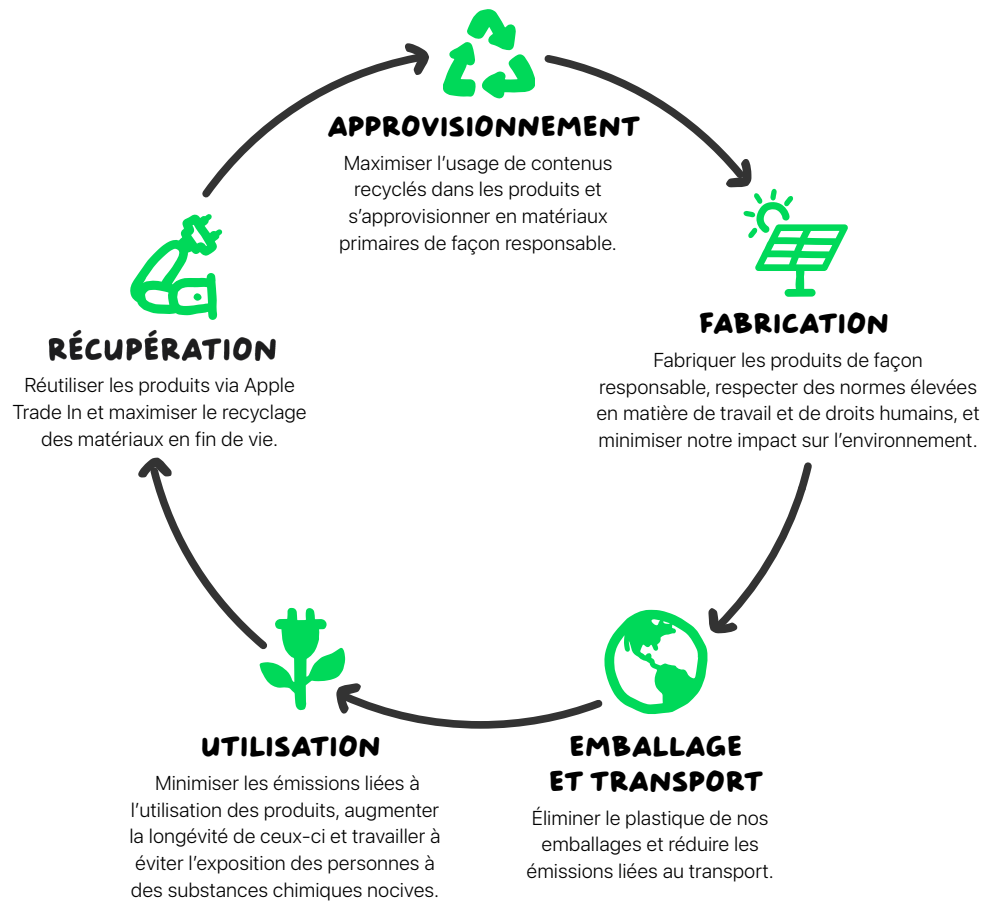 APPROVISIONNEMENT
Maximiser l’usage de contenus
recyclés dans les produits et
s’approvisionner en matériaux
primaires de façon responsable.
FABRICATION
Fabriquer les produits de façon
responsable, respecter des normes élevées
en matière de travail et de droits humains, et
minimiser notre impact sur l’environnement.
EMBALLAGE
ET TRANSPORT
Éliminer le plastique de nos
emballages et réduire les
émissions liées au transport.
UTILISATION
Minimiser les émissions liées à
l’utilisation des produits, augmenter
la longévité de ceux-ci et travailler à
éviter l’exposition des personnes à
des substances chimiques nocives.
RÉCUPÉRATION
Réutiliser les produits via Apple
Trade In et maximiser le recyclage
des matériaux en fin de vie.